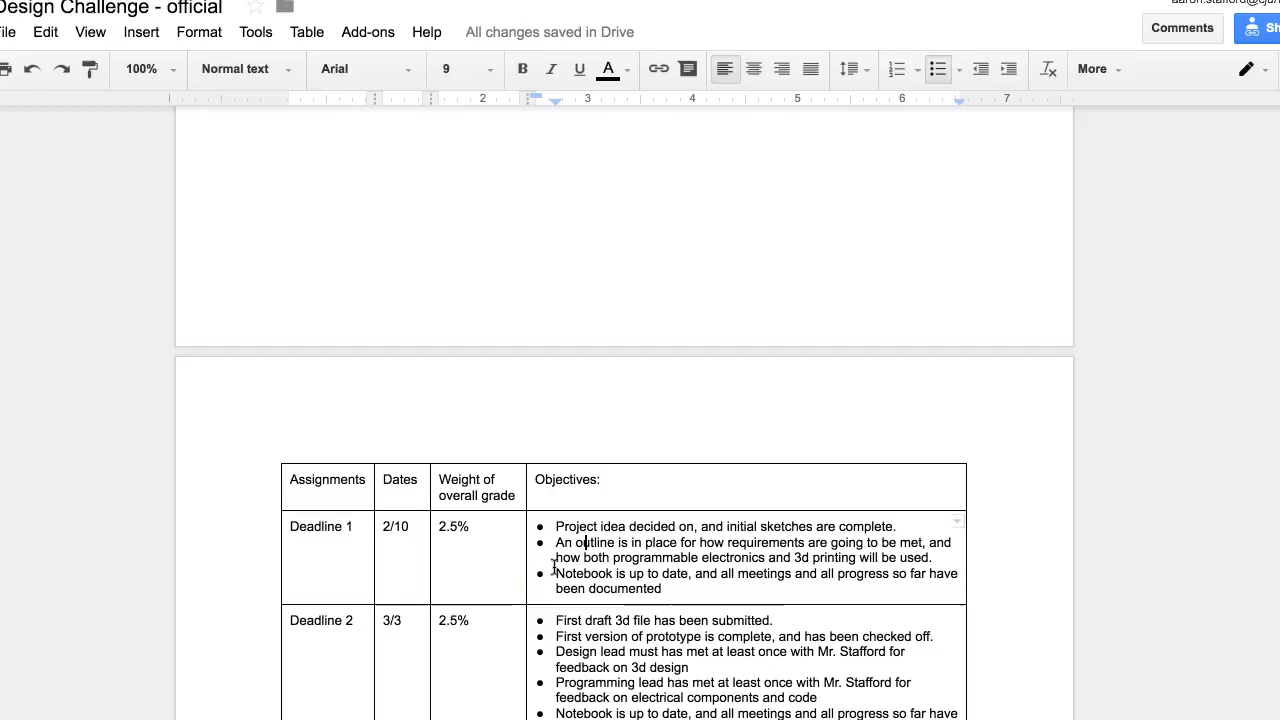 Design Challenge - official
File Edit View Insert Format Tools Table Add-ons Help All changes saved in Drive
Comments
100% Normal text Arial 9 B I U A More
2 3 4 5 6 7
Assignments Dates Weight of overall grade Objectives:
Deadline 1 2/10 2.5%
● Project idea decided on, and initial sketches are complete.
● An outline is in place for how requirements are going to be met, and
how both programmable electronics and 3d printing will be used.
● Notebook is up to date, and all meetings and all progress so far have
been documented
Deadline 2 3/3 2.5%
● First draft 3d file has been submitted.
● First version of prototype is complete, and has been checked off.
● Design lead must has met at least once with Mr. Stafford for
feedback on 3d design
● Programming lead has met at least once with Mr. Stafford for
feedback on electrical components and code
● Notebook is up to date, and all meetings and all progress so far have